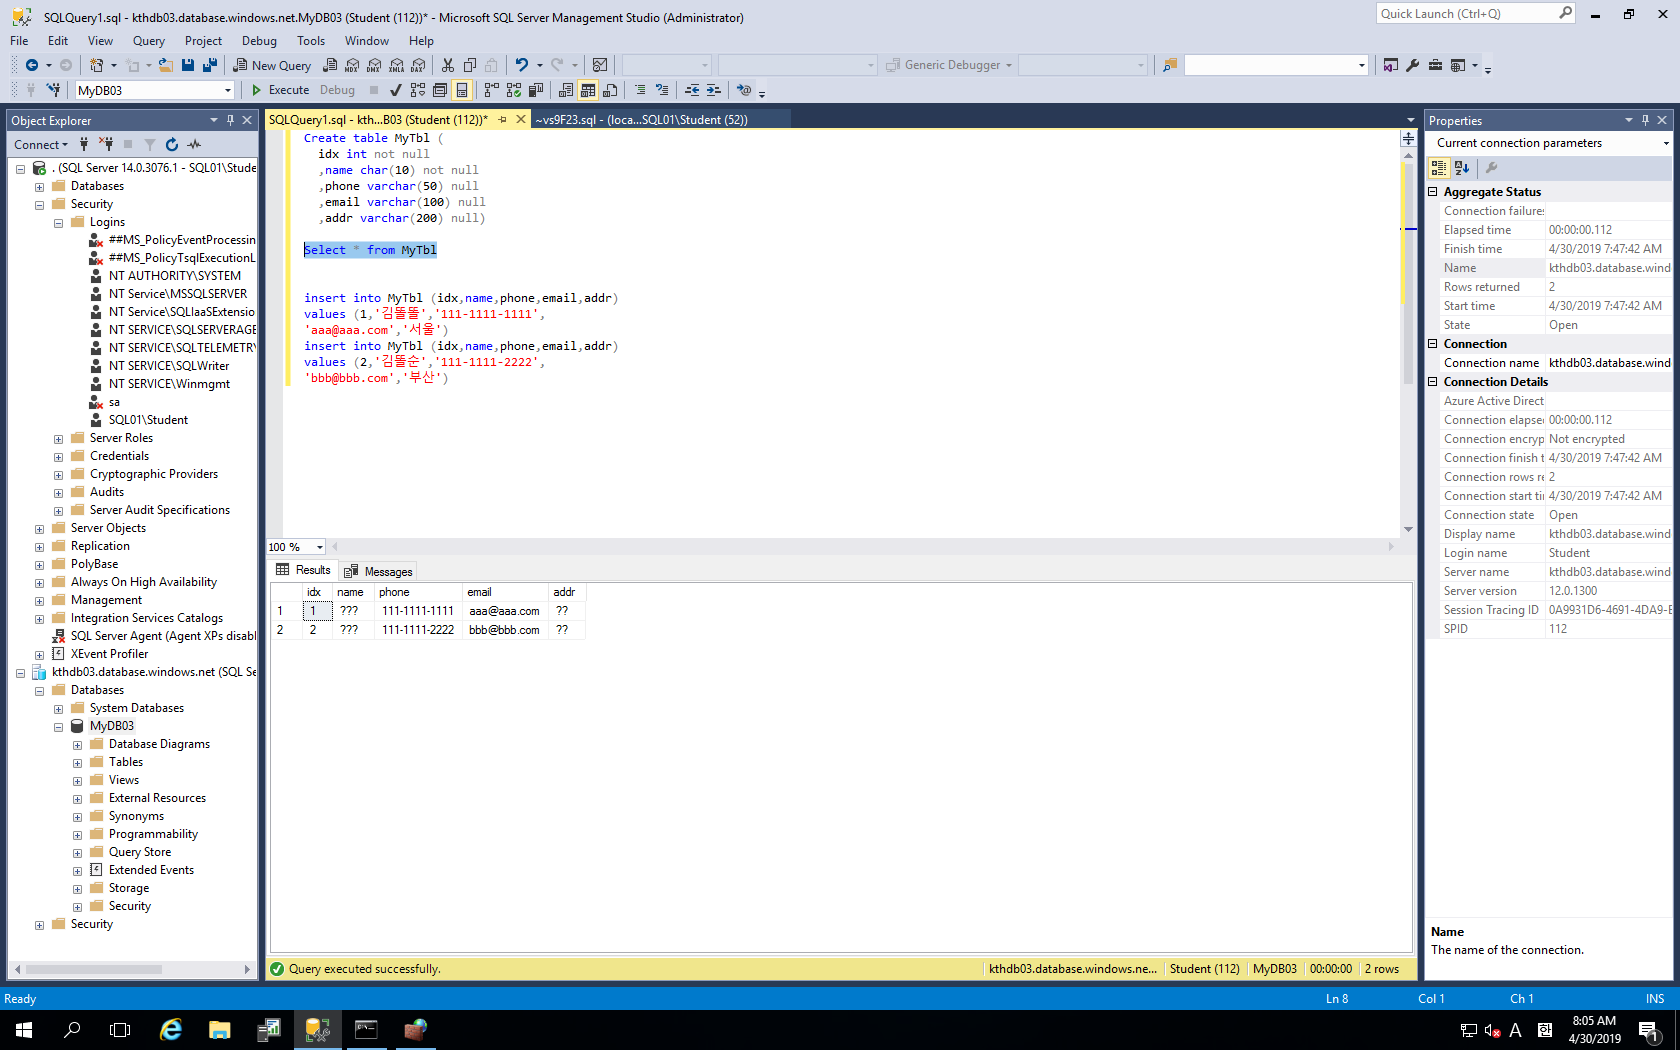 SQLQuery1.sql - kthdb03.database.windows.net.MyDB03 (Student (112))* - Microsoft SQL Server Management Studio (Administrator)
Quick Launch (Ctrl+Q)
File Edit View Query Project Debug Tools Window Help
New Query
MDX DMX XMLA DAX
Generic Debugger
MyDB03
Execute Debug
Object Explorer
Connect
. (SQL Server 14.0.3076.1 - SQL01\Stude
Databases
Security
Logins
##MS_PolicyEventProcessin
##MS_PolicyTsqlExecutionL
NT AUTHORITY\SYSTEM
NT Service\MSSQLSERVER
NT Service\SQLIaaSExtensio
NT SERVICE\SQLSERVERAGE
NT SERVICE\SQLTELEMETRY
NT SERVICE\SQLWriter
NT SERVICE\Winmgmt
sa
SQL01\Student
Server Roles
Credentials
Cryptographic Providers
Audits
Server Audit Specifications
Server Objects
Replication
PolyBase
Always On High Availability
Management
Integration Services Catalogs
SQL Server Agent (Agent XPs disabl
XEvent Profiler
kthdb03.database.windows.net (SQL Se
Databases
System Databases
MyDB03
Database Diagrams
Tables
Views
External Resources
Synonyms
Programmability
Query Store
Extended Events
Storage
Security
Security
SQLQuery1.sql - kth...B03 (Student (112))*
~vs9F23.sql - (loca...SQL01\Student (52))
Create table MyTbl (
idx int not null
,name char(10) not null
,phone varchar(50) null
,email varchar(100) null
,addr varchar(200) null)
Select * from MyTbl
insert into MyTbl (idx,name,phone,email,addr)
values (1,'김똘똘','111-1111-1111',
'aaa@aaa.com','서울')
insert into MyTbl (idx,name,phone,email,addr)
values (2,'김똘순','111-1111-2222',
'bbb@bbb.com','부산')
100 %
Results Messages
idx name phone email addr
1 1 ??? 111-1111-1111 aaa@aaa.com ??
2 2 ??? 111-1111-2222 bbb@bbb.com ??
Query executed successfully.
kthdb03.database.windows.ne... Student (112) MyDB03 00:00:00 2 rows
Properties
Current connection parameters
Aggregate Status
Connection failures
Elapsed time 00:00:00.112
Finish time 4/30/2019 7:47:42 AM
Name kthdb03.database.wind
Rows returned 2
Start time 4/30/2019 7:47:42 AM
State Open
Connection
Connection name kthdb03.database.wind
Connection Details
Azure Active Direct
Connection elapse 00:00:00.112
Connection encryp Not encrypted
Connection finish t 4/30/2019 7:47:42 AM
Connection rows re 2
Connection start ti 4/30/2019 7:47:42 AM
Connection state Open
Display name kthdb03.database.wind
Login name Student
Server name kthdb03.database.wind
Server version 12.0.1300
Session Tracing ID 0A9931D6-4691-4DA9-E
SPID 112
Name
The name of the connection.
Ready
Ln 8 Col 1 Ch 1 INS
A
8:05 AM
4/30/2019
1